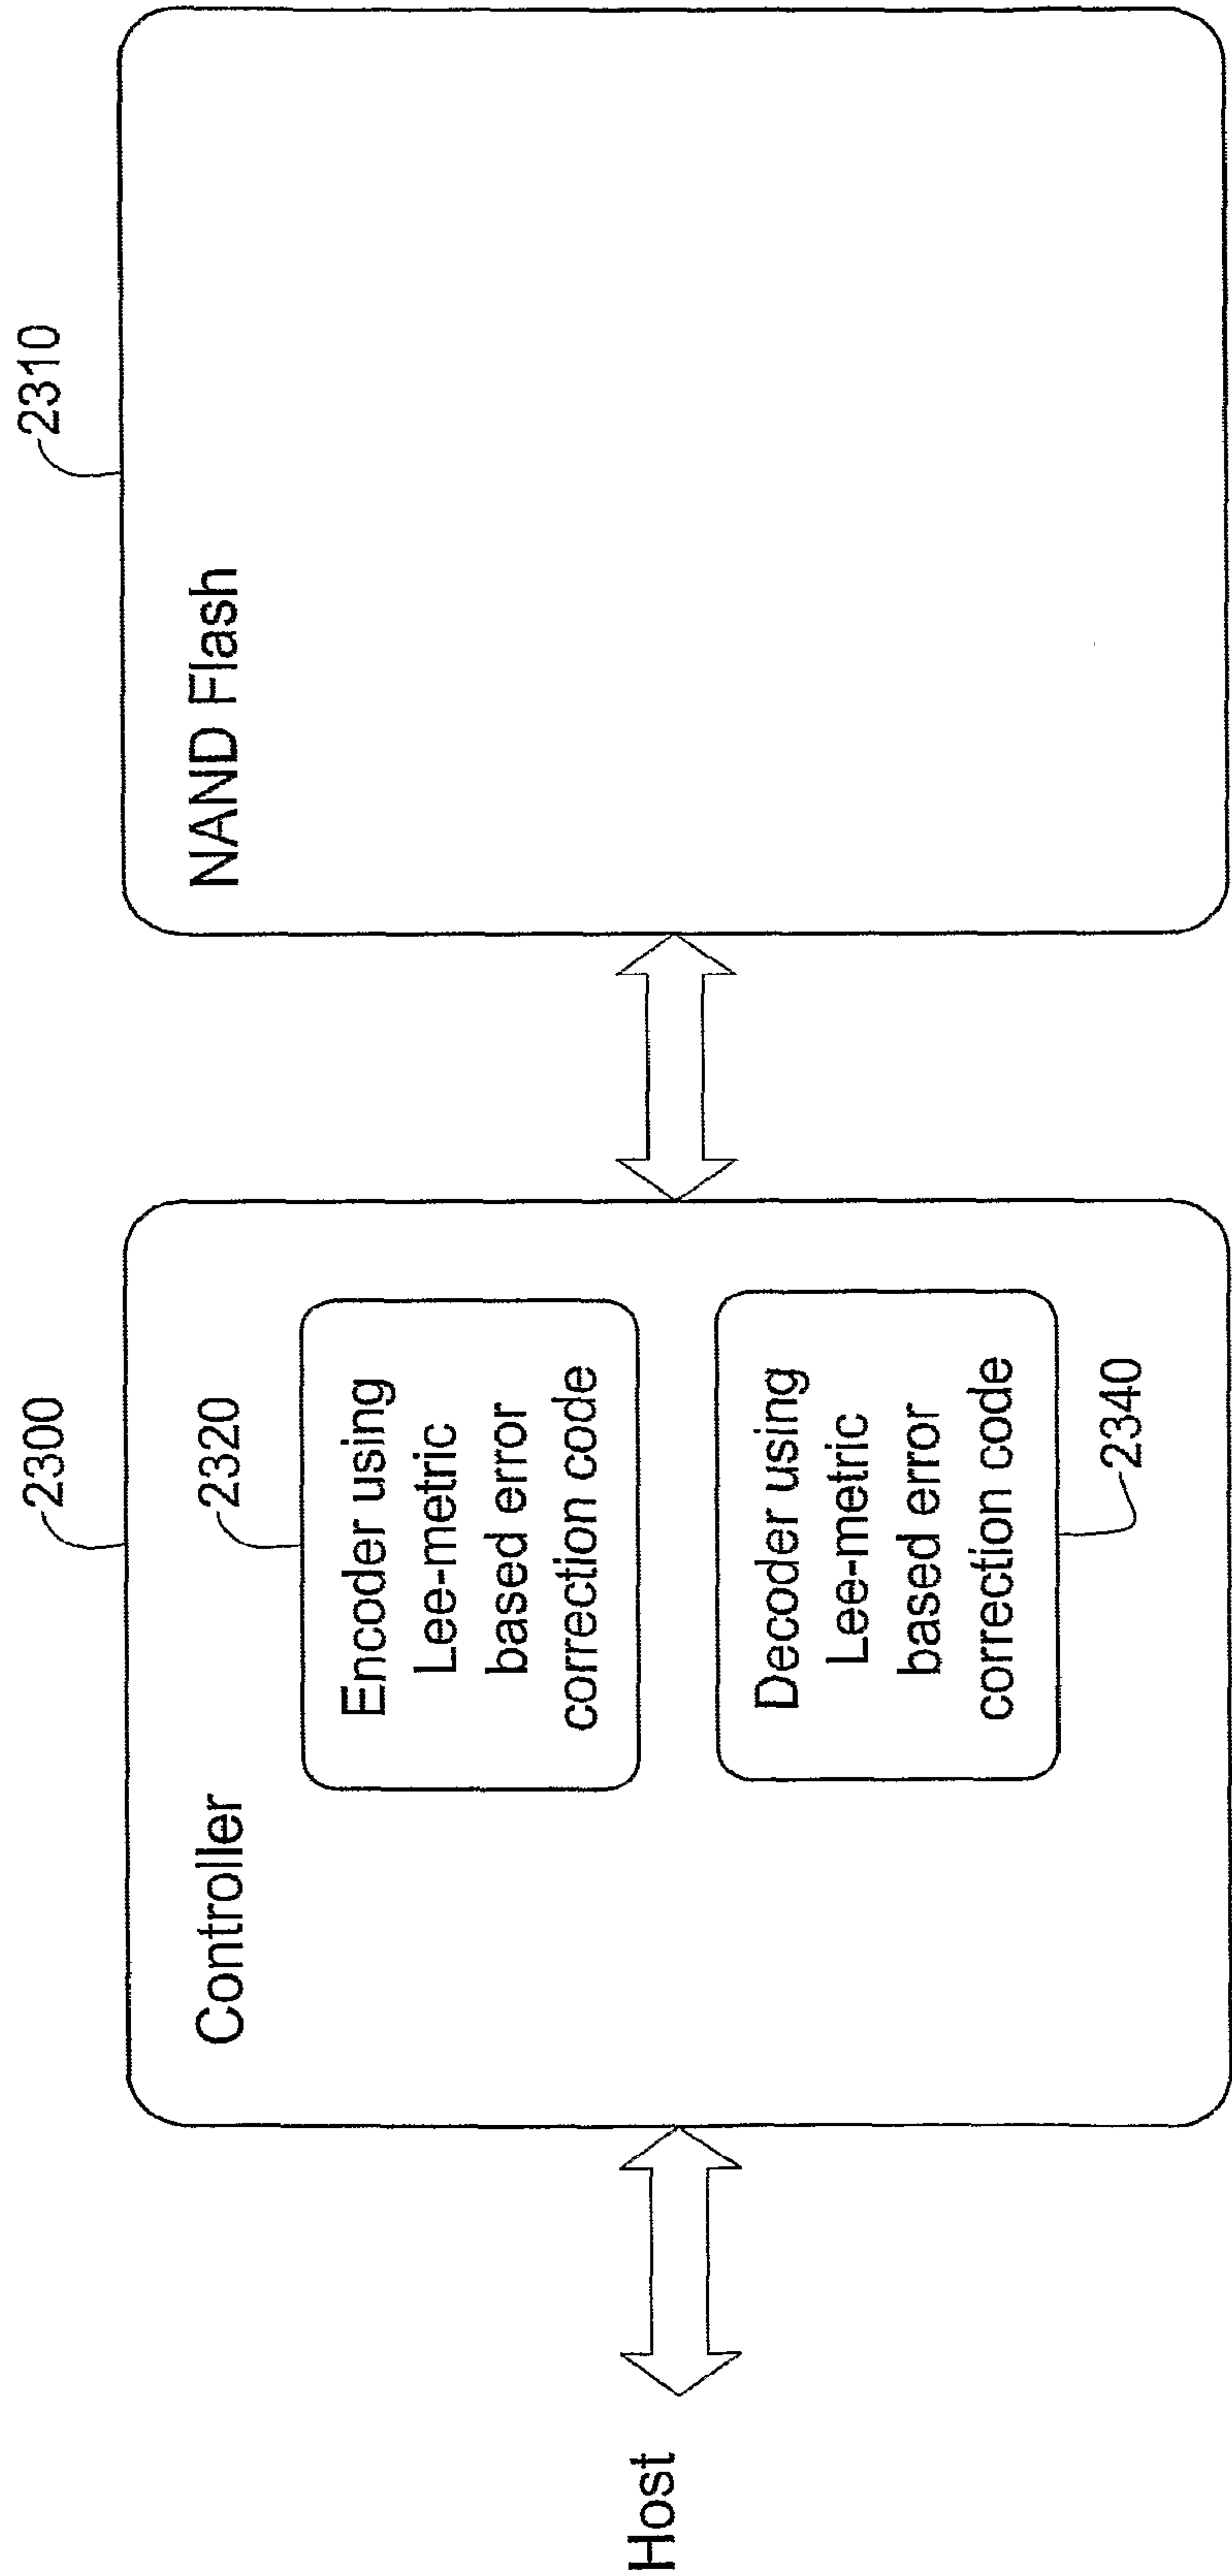 2300
2310
Controller
NAND Flash
2320
Encoder using
Lee-metric
based error
correction code
Host
Decoder using
Lee-metric
based error
correction code
2340